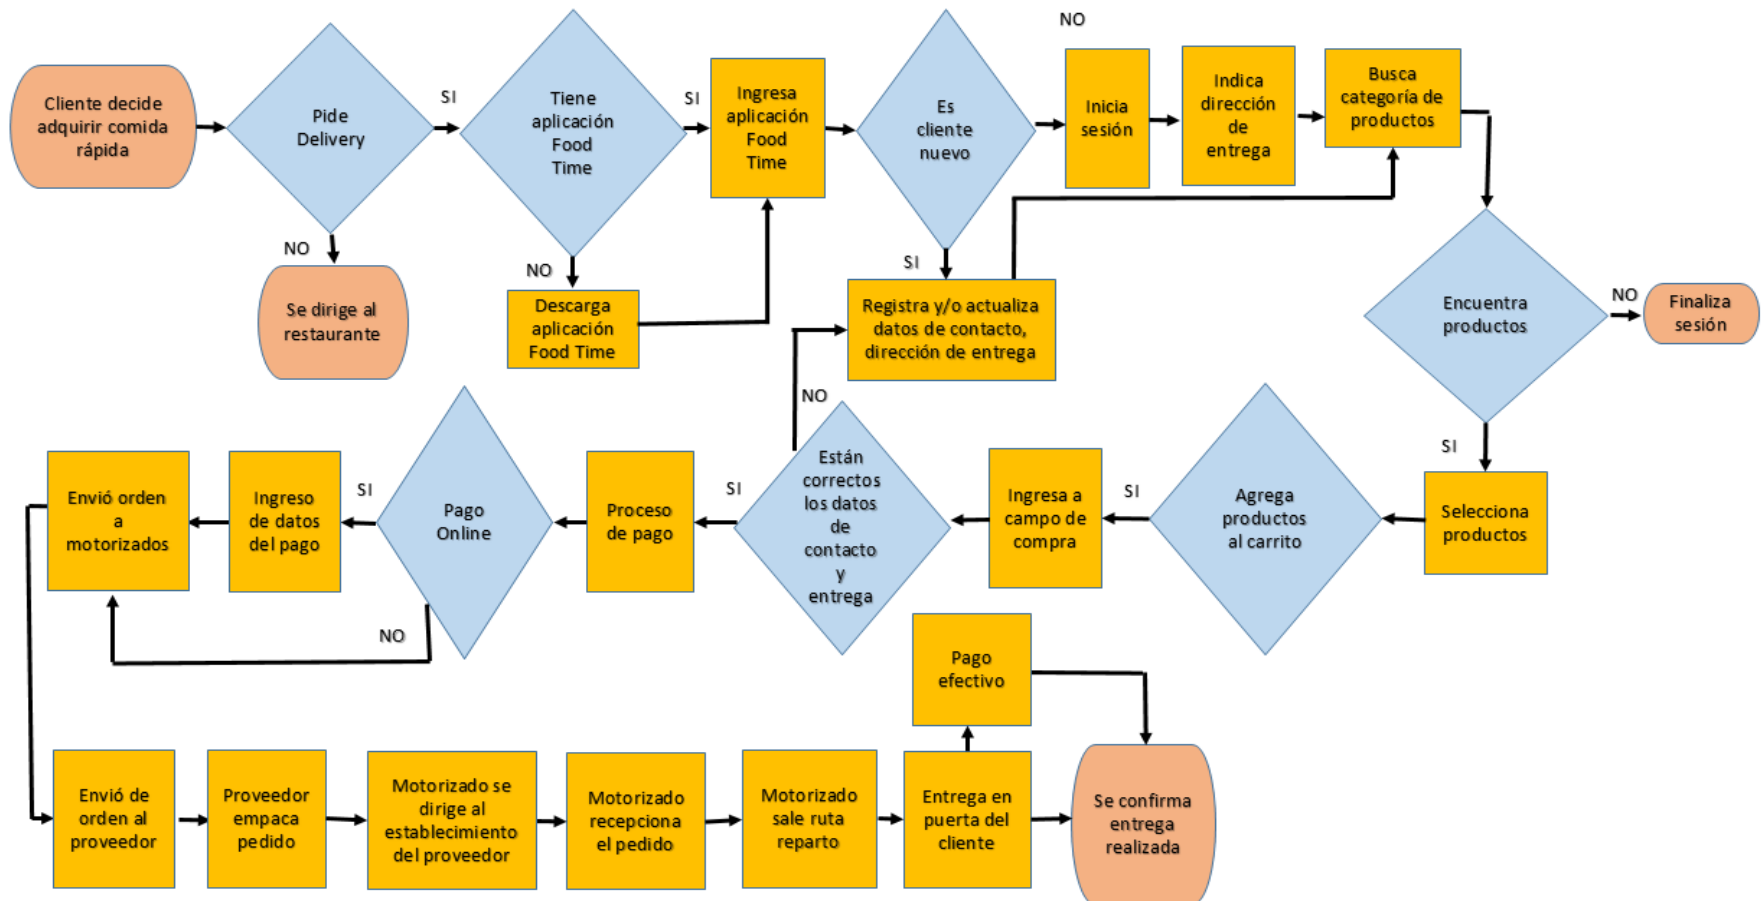 Cliente decide
adquirir comida
rápida
Pide
Delivery
SI
NO
Se dirige al
restaurante
Tiene
aplicación
Food
Time
SI
NO
Descarga
aplicación
Food Time
Ingresa
aplicación
Food
Time
Es
cliente
nuevo
NO
SI
Inicia
sesión
Indica
dirección
de
entrega
Busca
categoría de
productos
Registra y/o actualiza
datos de contacto,
dirección de entrega
Encuentra
productos
NO
Finaliza
sesión
SI
Selecciona
productos
Agrega
productos
al carrito
SI
Ingresa a
campo de
compra
Están
correctos
los datos
de
contacto
y
entrega
NO
SI
Proceso
de pago
Pago
Online
SI
NO
Ingreso
de datos
del pago
Envió orden
a
motorizados
Envió de
orden al
proveedor
Proveedor
empaca
pedido
Motorizado se
dirige al
establecimiento
del proveedor
Motorizado
recepciona
el pedido
Motorizado
sale ruta
reparto
Entrega en
puerta del
cliente
Pago
efectivo
Se confirma
entrega
realizada